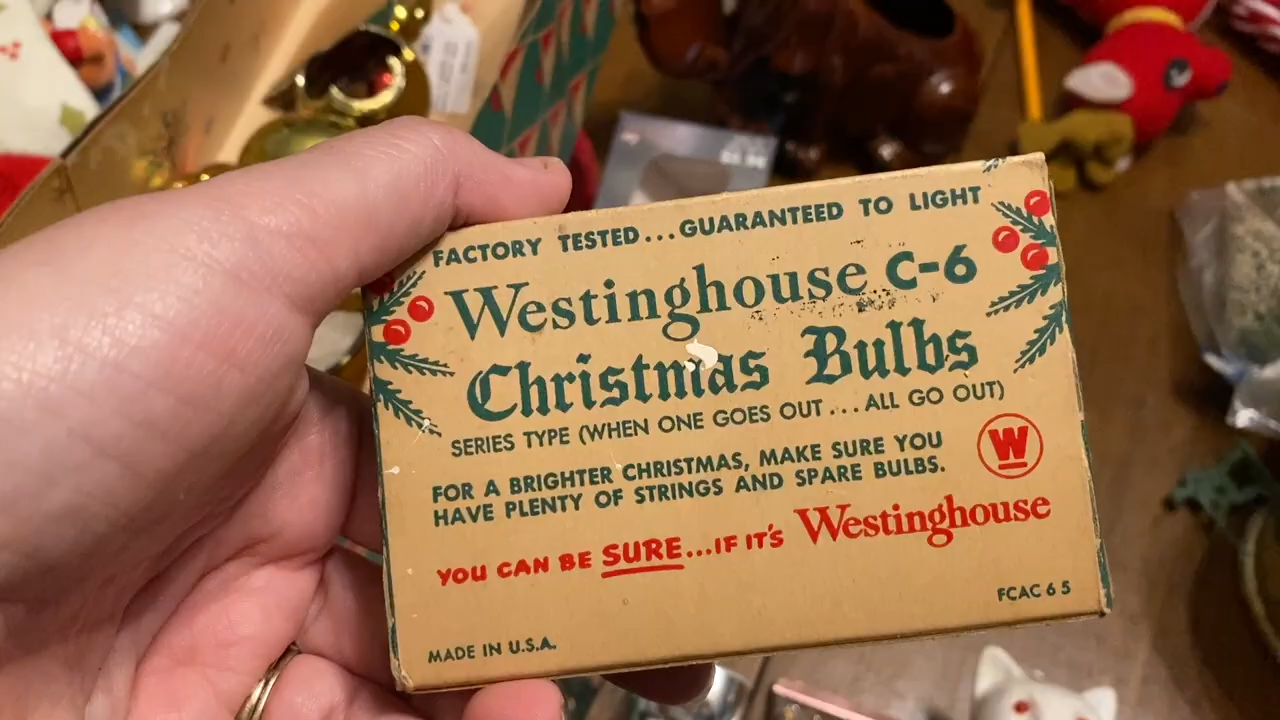 FACTORY TESTED...GUARANTEED TO LIGHT
Westinghouse C-6
Christmas Bulbs
SERIES TYPE (WHEN ONE GOES OUT...ALL GO OUT)
FOR A BRIGHTER CHRISTMAS, MAKE SURE YOU
HAVE PLENTY OF STRINGS AND SPARE BULBS.
W
YOU CAN BE SURE...IF IT'S Westinghouse
FCAC 6 5
MADE IN U.S.A.